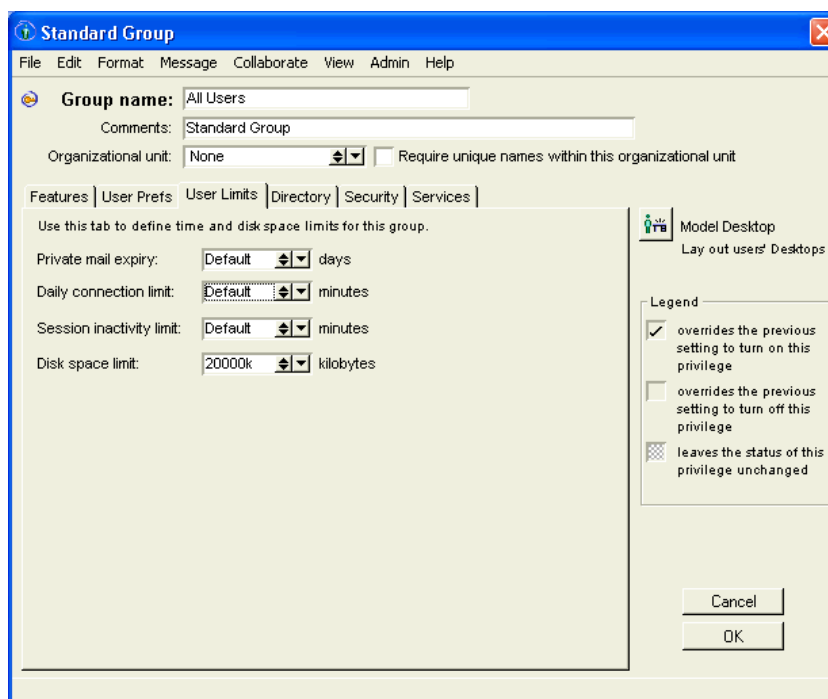 Standard Group
File Edit Format Message Collaborate View Admin Help
Group name: All Users
Comments: Standard Group
Organizational unit: None Require unique names within this organizational unit
Features User Prefs User Limits Directory Security Services
Use this tab to define time and disk space limits for this group.
Private mail expiry: Default days
Daily connection limit: Default minutes
Session inactivity limit: Default minutes
Disk space limit: 20000k kilobytes
Model Desktop
Lay out users' Desktops
Legend
overrides the previous
setting to turn on this
privilege
overrides the previous
setting to turn off this
privilege
leaves the status of this
privilege unchanged
Cancel
OK